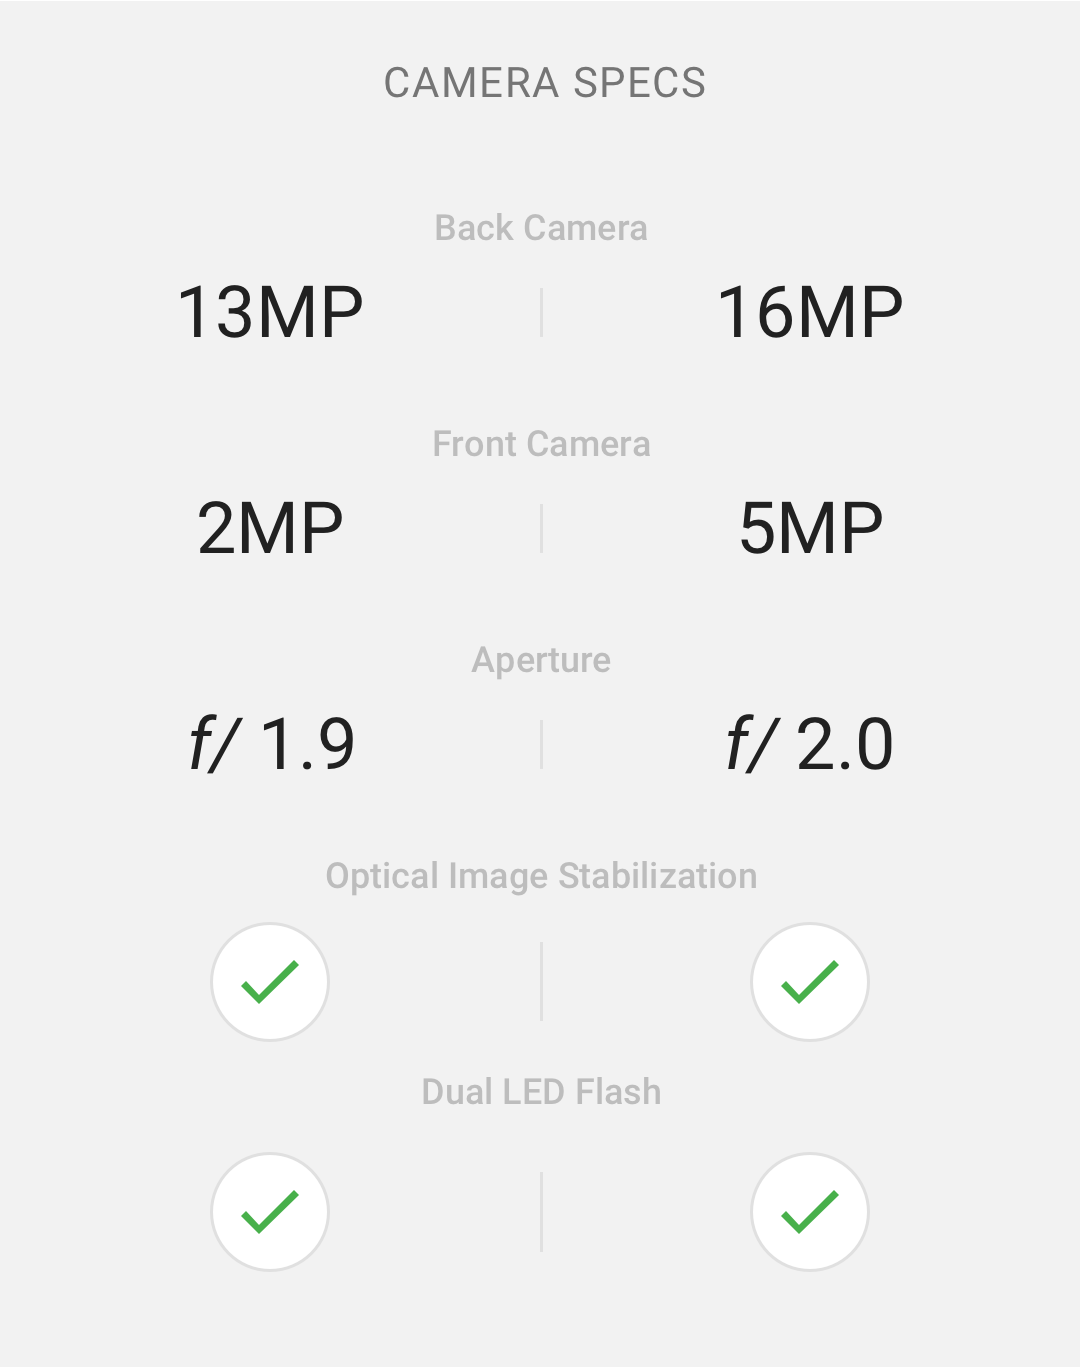 CAMERA SPECS
Back Camera
13MP 16MP
Front Camera
2MP 5MP
Aperture
f/ 1.9 f/ 2.0
Optical Image Stabilization
Dual LED Flash